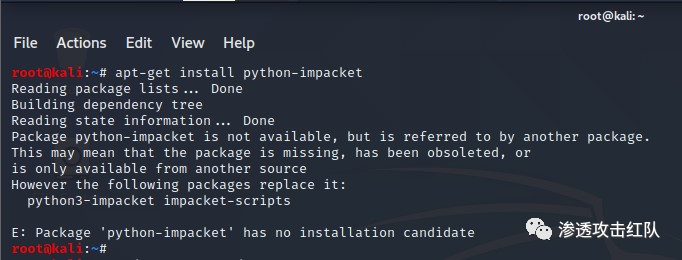 root@kali: ~
File Actions Edit View Help
root@kali:~# apt-get install python-impacket
Reading package lists... Done
Building dependency tree
Reading state information... Done
Package python-impacket is not available, but is referred to by another package.
This may mean that the package is missing, has been obsoleted, or
is only available from another source
However the following packages replace it:
  python3-impacket impacket-scripts

E: Package 'python-impacket' has no installation candidate
root@kali:~#
渗透攻击红队